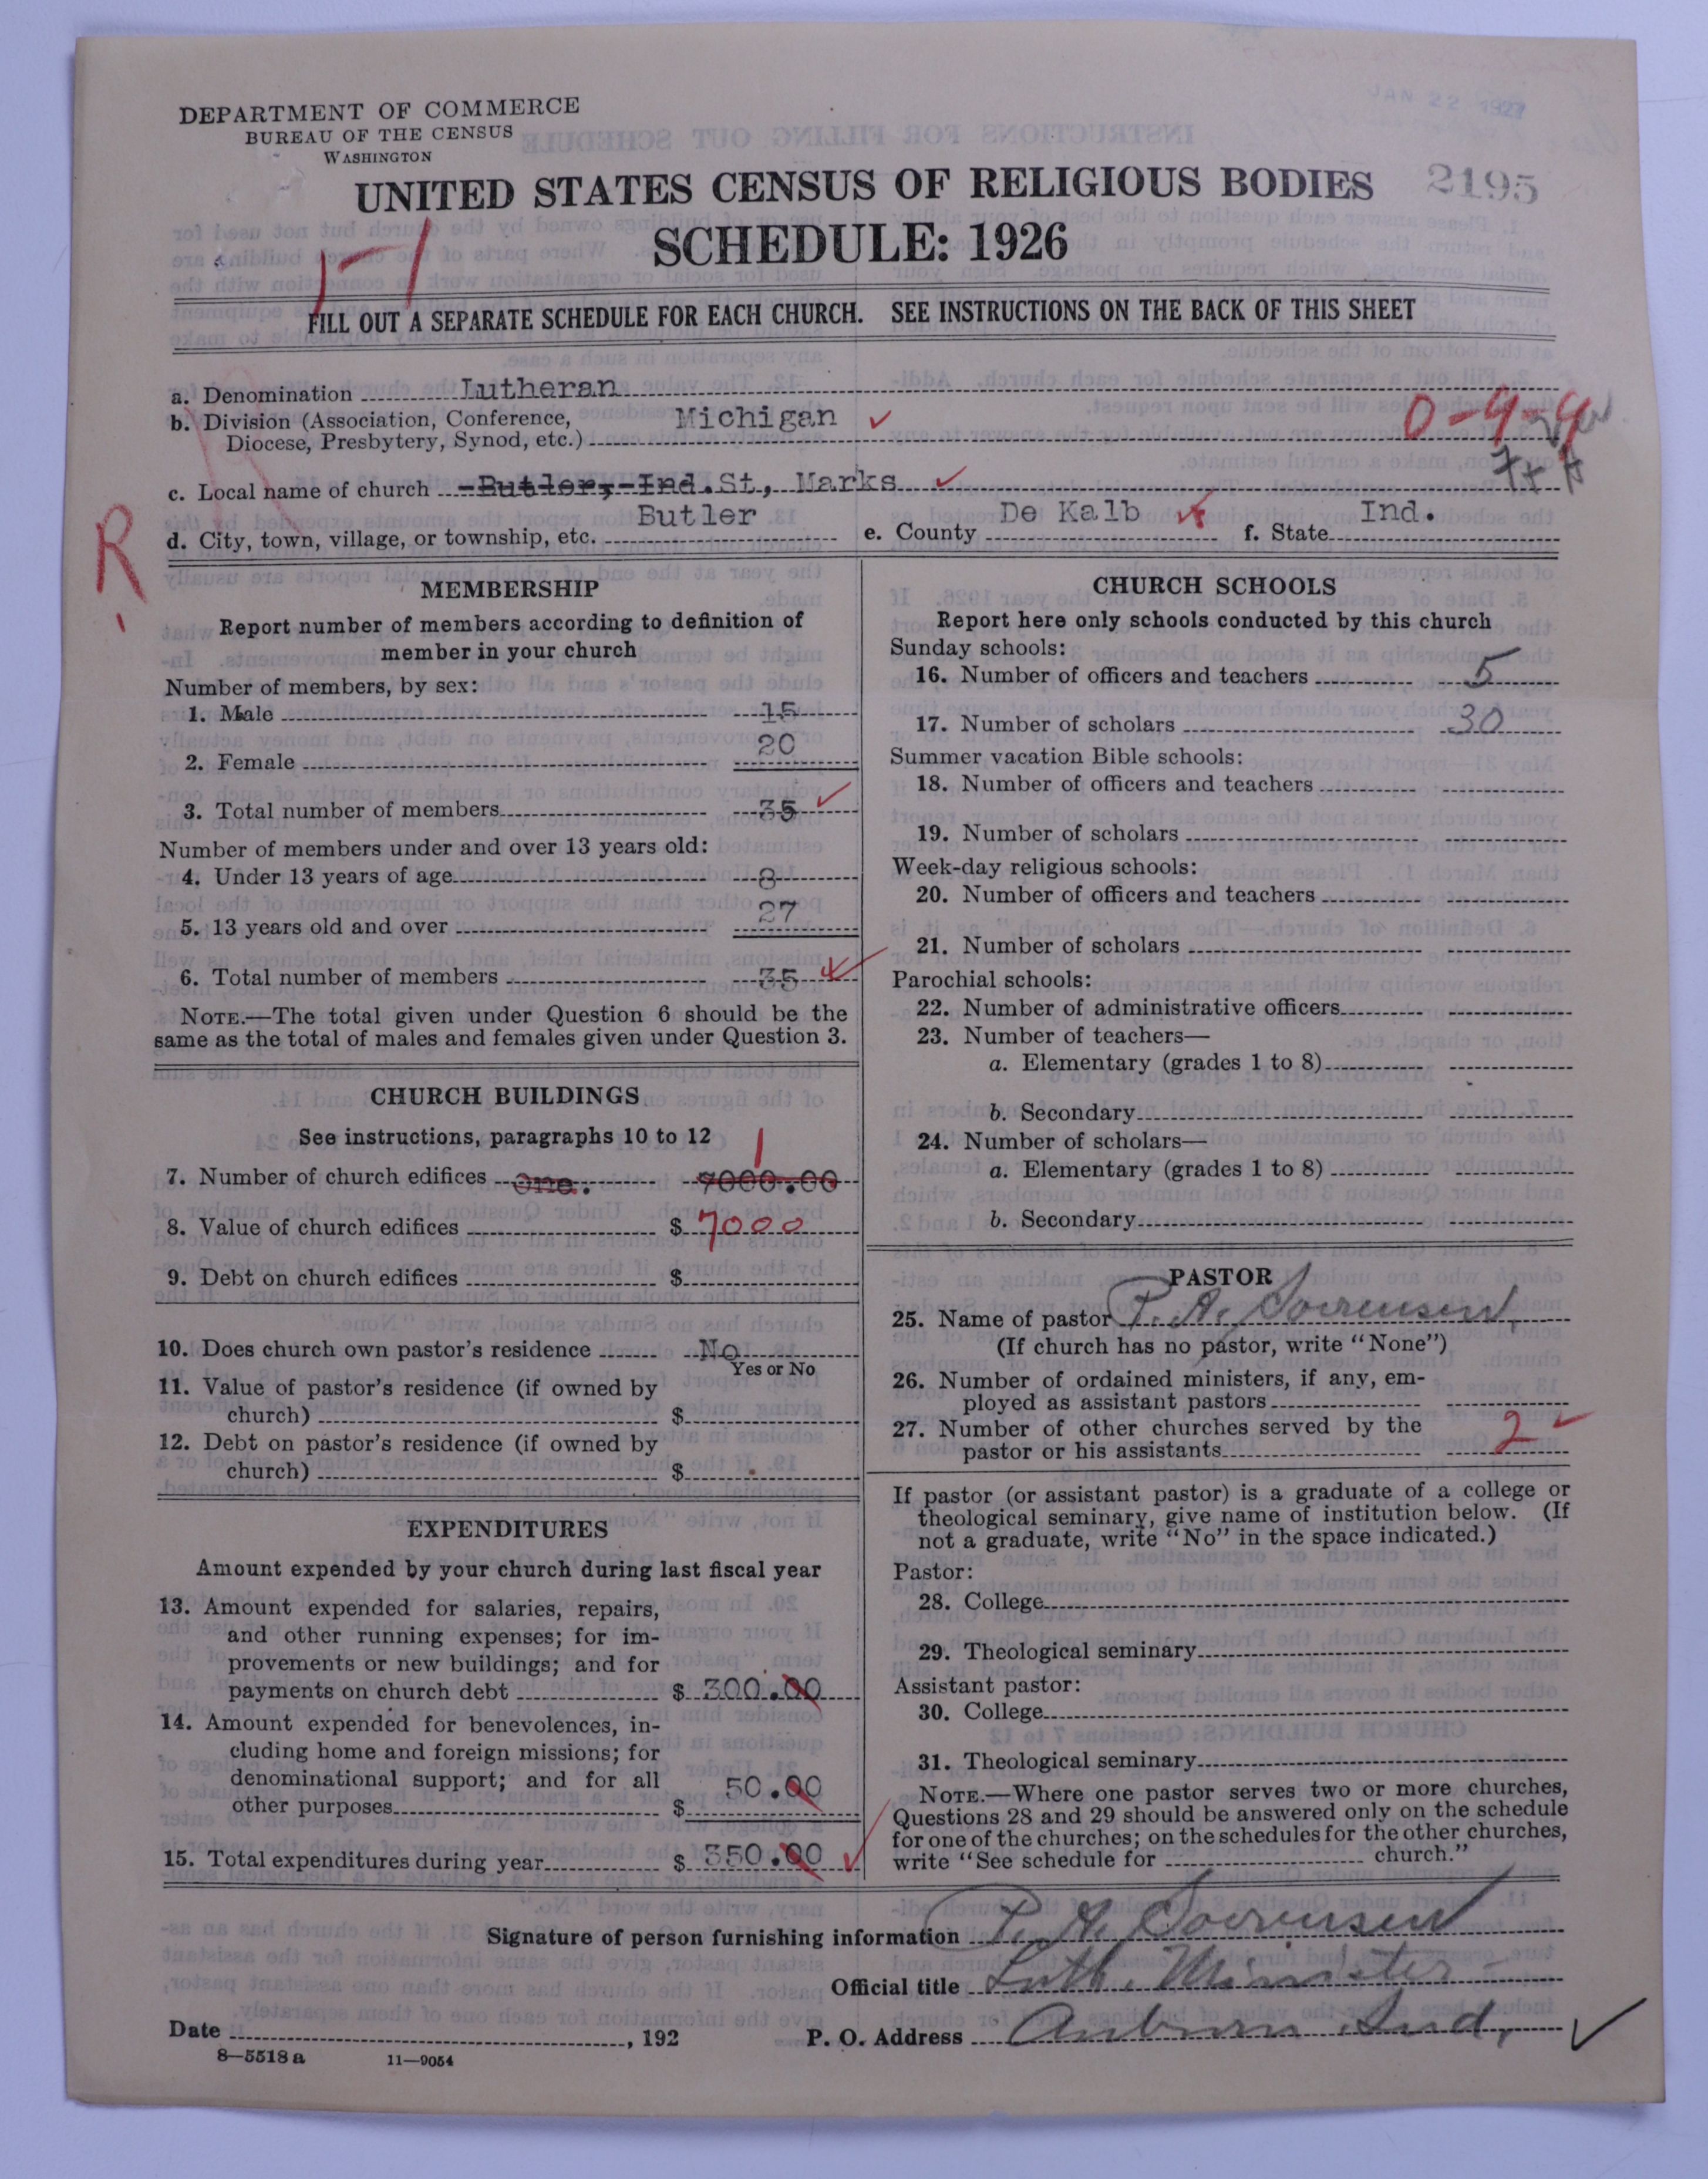 JAN 22 1927
DEPARTMENT OF COMMERCE
BUREAU OF THE CENSUS
WASHINGTON
UNITED STATES CENSUS OF RELIGIOUS BODIES 2195
SCHEDULE: 1926
FILL OUT A SEPARATE SCHEDULE FOR EACH CHURCH. SEE INSTRUCTIONS ON THE BACK OF THIS SHEET
a. Denomination Lutheran
b. Division (Association, Conference, Michigan
Diocese, Presbytery, Synod, etc.) 0-9-4
c. Local name of church Butler, Ind. St, Marks
R
d. City, town, village, or township, etc. Butler e. County De Kalb f. State Ind.
MEMBERSHIP
Report number of members according to definition of
member in your church
Number of members, by sex:
1. Male 15
2. Female 20
3. Total number of members 35
Number of members under and over 13 years old:
4. Under 13 years of age 8
5. 13 years old and over 27
6. Total number of members 35
NOTE.—The total given under Question 6 should be the
same as the total of males and females given under Question 3.
CHURCH BUILDINGS
See instructions, paragraphs 10 to 12
7. Number of church edifices One. 7000.00 1
8. Value of church edifices $ 7000
9. Debt on church edifices $
10. Does church own pastor's residence No
Yes or No
11. Value of pastor's residence (if owned by
church) $
12. Debt on pastor's residence (if owned by
church) $
EXPENDITURES
Amount expended by your church during last fiscal year
13. Amount expended for salaries, repairs,
and other running expenses; for im-
provements or new buildings; and for
payments on church debt $ 300.00
14. Amount expended for benevolences, in-
cluding home and foreign missions; for
denominational support; and for all
other purposes $ 50.00
15. Total expenditures during year $ 350.00
CHURCH SCHOOLS
Report here only schools conducted by this church
Sunday schools:
16. Number of officers and teachers 5
17. Number of scholars 30
Summer vacation Bible schools:
18. Number of officers and teachers
19. Number of scholars
Week-day religious schools:
20. Number of officers and teachers
21. Number of scholars
Parochial schools:
22. Number of administrative officers
23. Number of teachers—
a. Elementary (grades 1 to 8)
b. Secondary
24. Number of scholars—
a. Elementary (grades 1 to 8)
b. Secondary
PASTOR
25. Name of pastor P. A. Soerensen,
(If church has no pastor, write "None")
26. Number of ordained ministers, if any, em-
ployed as assistant pastors
27. Number of other churches served by the
pastor or his assistants 2
If pastor (or assistant pastor) is a graduate of a college or
theological seminary, give name of institution below. (If
not a graduate, write "No" in the space indicated.)
Pastor:
28. College
29. Theological seminary
Assistant pastor:
30. College
31. Theological seminary
NOTE.—Where one pastor serves two or more churches,
Questions 28 and 29 should be answered only on the schedule
for one of the churches; on the schedules for the other churches,
write "See schedule for church."
Signature of person furnishing information P. A. Soerensen
Official title Luth. Minister
Date , 192 P. O. Address Auburn Ind.
8—5518 a 11—9054